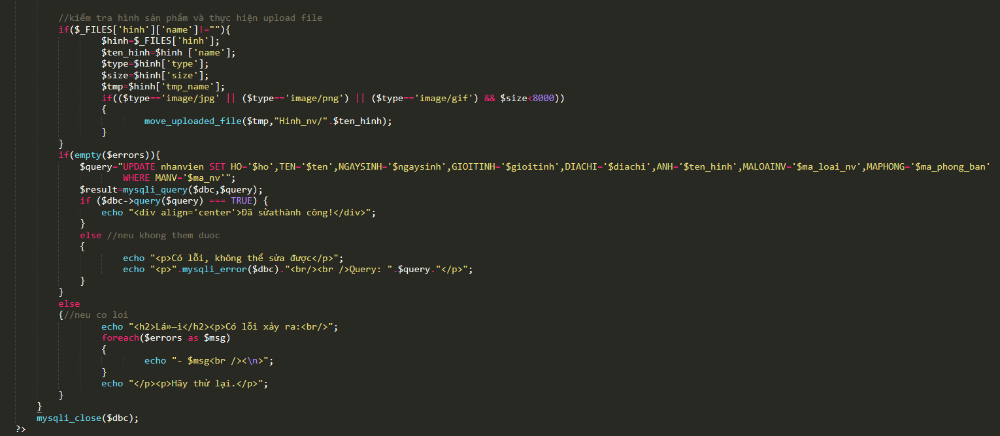 //kiểm tra hình sản phẩm và thực hiện upload file
if($_FILES['hinh']['name']!=""){
$hinh=$_FILES['hinh'];
$ten_hinh=$hinh ['name'];
$type=$hinh['type'];
$size=$hinh['size'];
$tmp=$hinh['tmp_name'];
if(($type=='image/jpg' || ($type=='image/png') || ($type=='image/gif') && $size<8000))
{
move_uploaded_file($tmp,"Hinh_nv/".$ten_hinh);
}
}
if(empty($errors)){
$query="UPDATE nhanvien SET HO='$ho',TEN='$ten',NGAYSINH='$ngaysinh',GIOITINH='$gioitinh',DIACHI='$diachi',ANH='$ten_hinh',MALOAINV='$ma_loai_nv',MAPHONG='$ma_phong_ban'
WHERE MANV='$ma_nv'";
$result=mysqli_query($dbc,$query);
if ($dbc->query($query) === TRUE) {
echo "<div align='center'>Đã sửathành công!</div>";
}
else //neu khong them duoc
{
echo "<p>Có lỗi, không thể sửa được</p>";
echo "<p>".mysqli_error($dbc)."<br/><br />Query: ".$query."</p>";
}
}
else
{//neu co loi
echo "<h2>Lá»—i</h2><p>Có lỗi xảy ra:<br/>";
foreach($errors as $msg)
{
echo "- $msg<br /><\n>";
}
echo "</p><p>Hãy thử lại.</p>";
}
}
mysqli_close($dbc);
?>